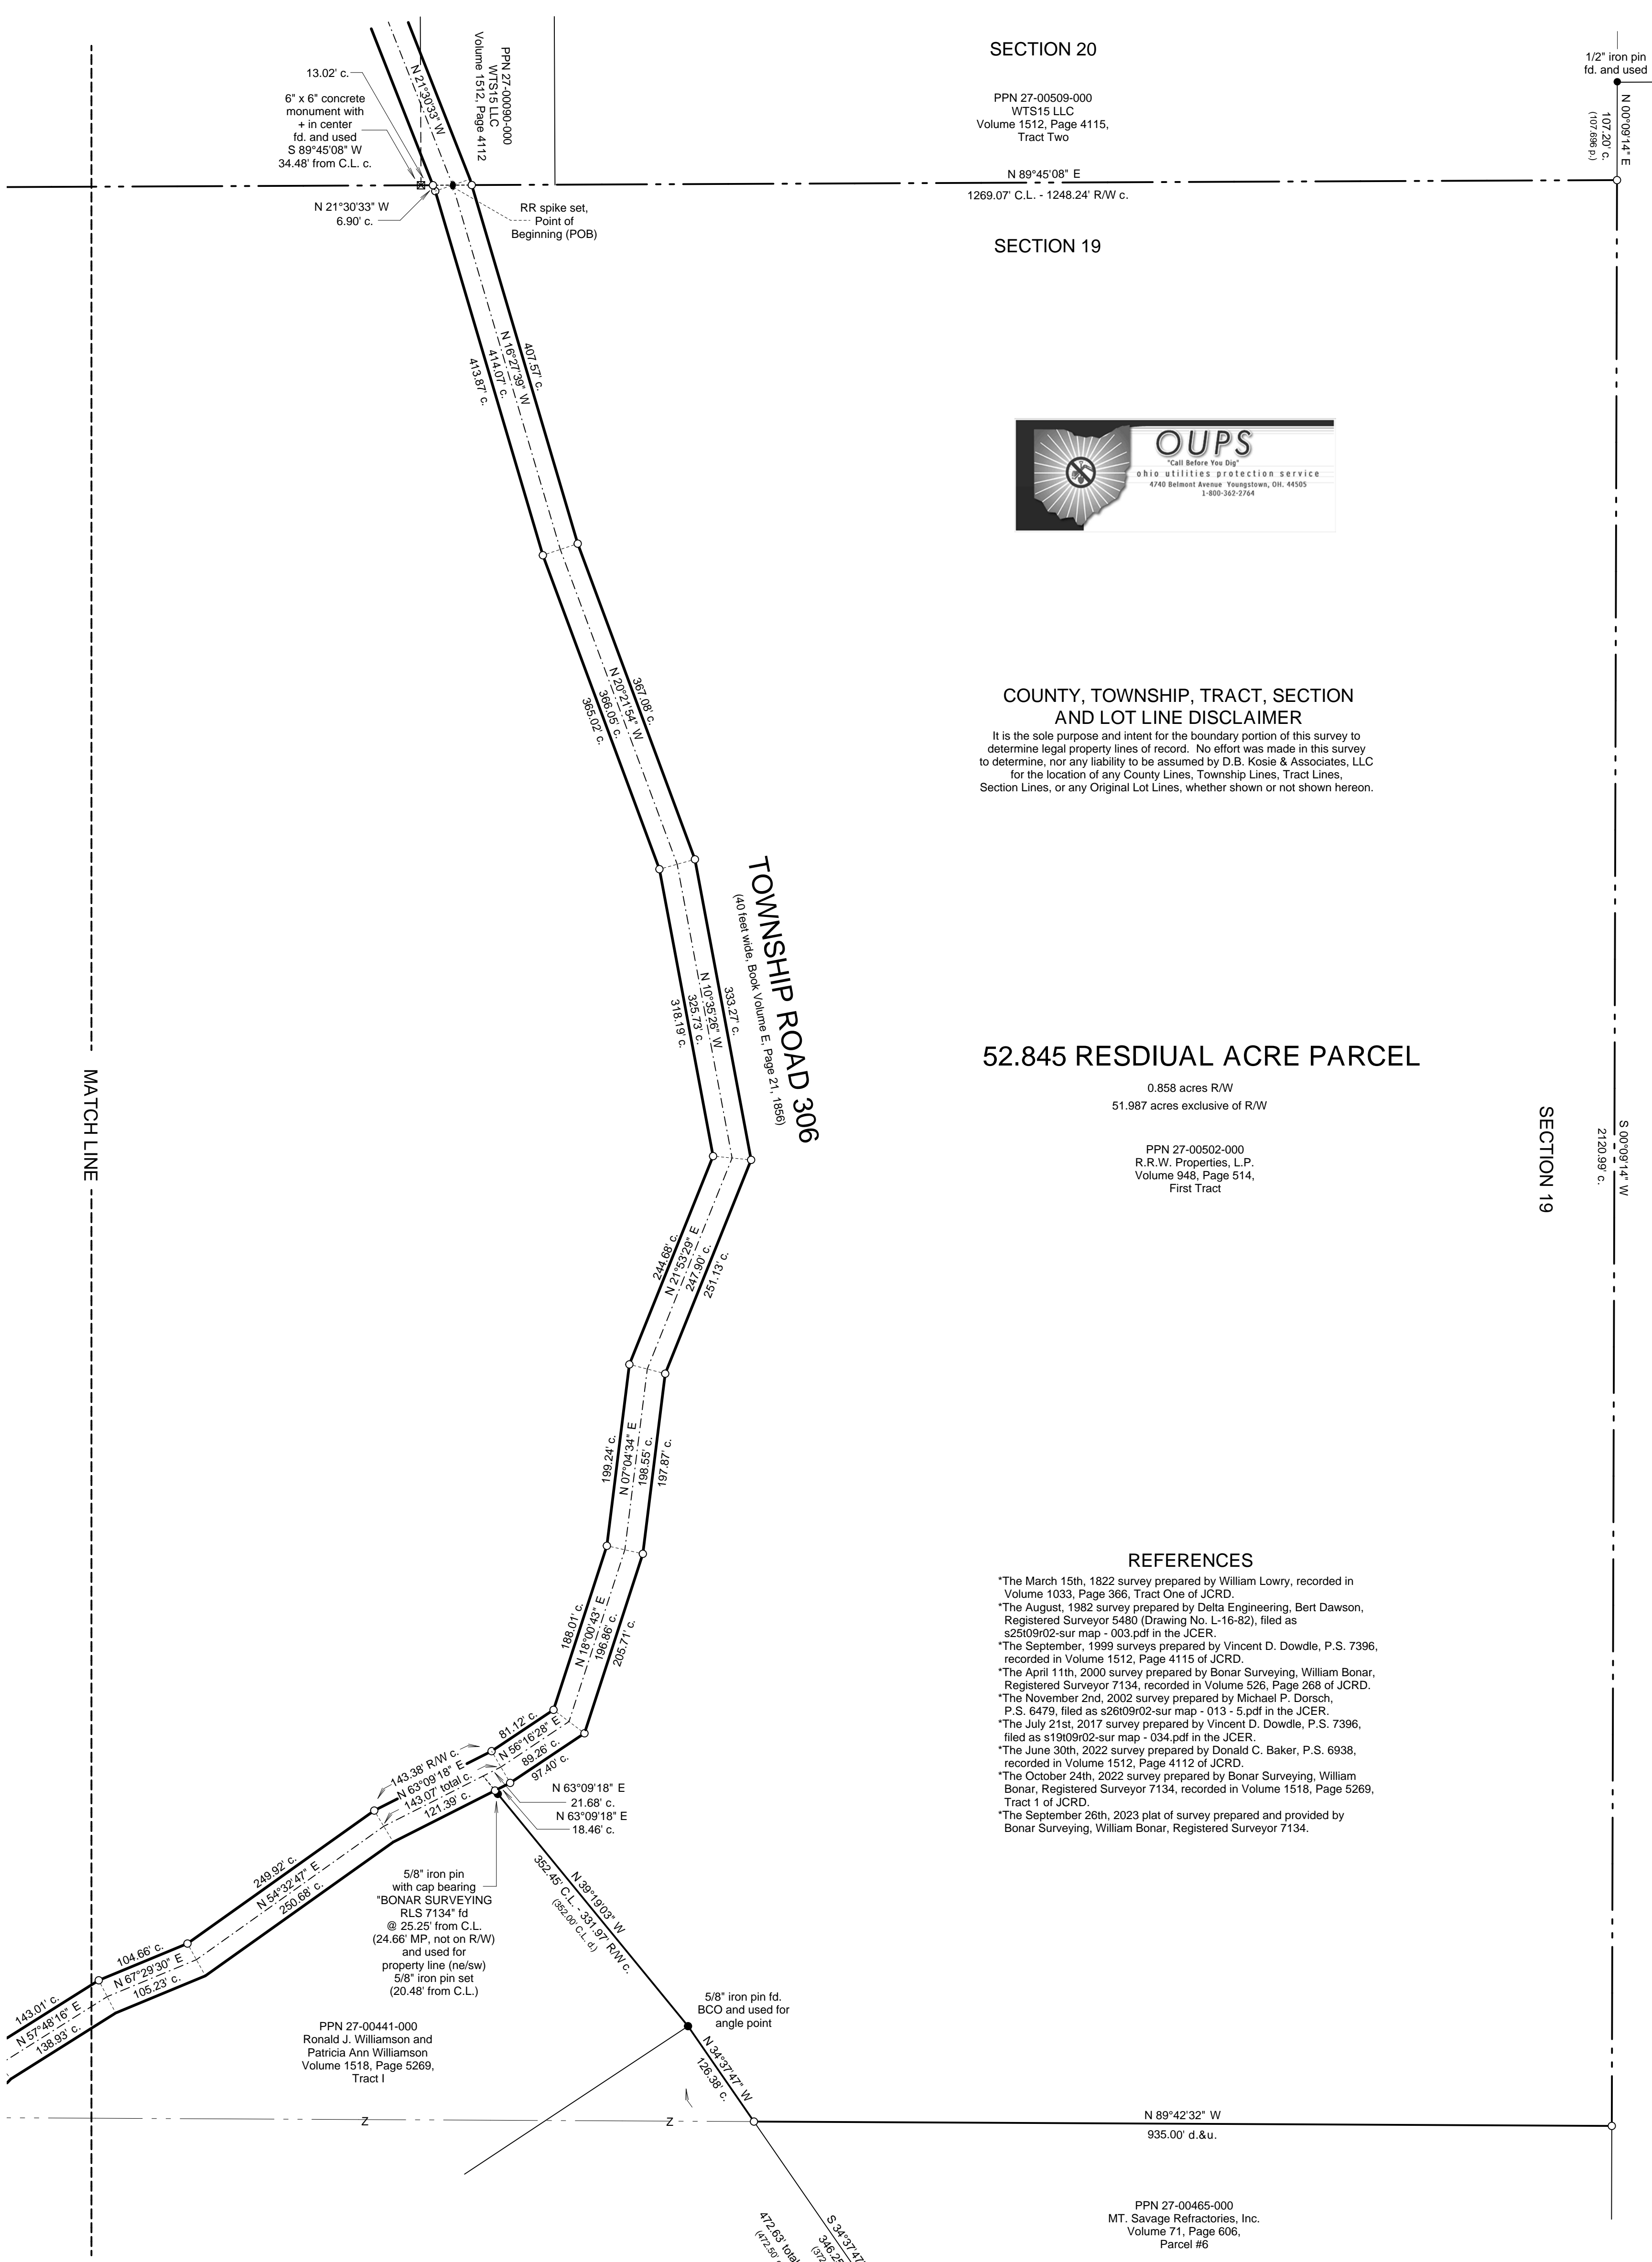 SECTION 20
1/2" iron pin
fd. and used
PPN 27-00509-000
WTS15 LLC
Volume 1512, Page 4115,
Tract Two
PPN 27-00090-000
WTS15 LLC
Volume 1512, Page 4112
N 21°30'33" W
13.02' c.
6" x 6" concrete
monument with
+ in center
fd. and used
S 89°45'08" W
34.48' from C.L. c.
N 00°09'14" E
107.20' c.
(107.696 p.)
N 89°45'08" E
1269.07' C.L. - 1248.24' R/W c.
N 21°30'33" W
6.90' c.
RR spike set,
Point of
Beginning (POB)
SECTION 19
407.57' c.
N 16°27'39" W
414.07' c.
413.87' c.
OUPS
"Call Before You Dig"
ohio utilities protection service
4740 Belmont Avenue Youngstown, OH. 44505
1-800-362-2764
367.08' c.
N 20°21'54" W
366.05' c.
365.02' c.
COUNTY, TOWNSHIP, TRACT, SECTION
AND LOT LINE DISCLAIMER
It is the sole purpose and intent for the boundary portion of this survey to
determine legal property lines of record. No effort was made in this survey
to determine, nor any liability to be assumed by D.B. Kosie & Associates, LLC
for the location of any County Lines, Township Lines, Tract Lines,
Section Lines, or any Original Lot Lines, whether shown or not shown hereon.
TOWNSHIP ROAD 306
(40 feet wide, Book Volume E, Page 21, 1856)
333.27' c.
N 10°35'26" W
325.73' c.
318.19' c.
52.845 RESDIUAL ACRE PARCEL
0.858 acres R/W
51.987 acres exclusive of R/W
PPN 27-00502-000
R.R.W. Properties, L.P.
Volume 948, Page 514,
First Tract
MATCH LINE
SECTION 19
S 00°09'14" W
2120.99' c.
244.68' c.
N 21°53'29" E
247.90' c.
251.13' c.
199.24' c.
N 07°04'34" E
198.55' c.
197.87' c.
188.01' c.
N 18°00'43" E
196.86' c.
205.71' c.
REFERENCES
*The March 15th, 1822 survey prepared by William Lowry, recorded in
Volume 1033, Page 366, Tract One of JCRD.
*The August, 1982 survey prepared by Delta Engineering, Bert Dawson,
Registered Surveyor 5480 (Drawing No. L-16-82), filed as
s25t09r02-sur map - 003.pdf in the JCER.
*The September, 1999 surveys prepared by Vincent D. Dowdle, P.S. 7396,
recorded in Volume 1512, Page 4115 of JCRD.
*The April 11th, 2000 survey prepared by Bonar Surveying, William Bonar,
Registered Surveyor 7134, recorded in Volume 526, Page 268 of JCRD.
*The November 2nd, 2002 survey prepared by Michael P. Dorsch,
P.S. 6479, filed as s26t09r02-sur map - 013 - 5.pdf in the JCER.
*The July 21st, 2017 survey prepared by Vincent D. Dowdle, P.S. 7396,
filed as s19t09r02-sur map - 034.pdf in the JCER.
*The June 30th, 2022 survey prepared by Donald C. Baker, P.S. 6938,
recorded in Volume 1512, Page 4112 of JCRD.
*The October 24th, 2022 survey prepared by Bonar Surveying, William
Bonar, Registered Surveyor 7134, recorded in Volume 1518, Page 5269,
Tract 1 of JCRD.
*The September 26th, 2023 plat of survey prepared and provided by
Bonar Surveying, William Bonar, Registered Surveyor 7134.
81.12' c.
N 56°16'28" E
89.26' c.
97.40' c.
143.38' R/W c.
N 63°09'18" E
143.07' total c.
121.39' c.
N 63°09'18" E
21.68' c.
N 63°09'18" E
18.46' c.
249.92' c.
N 54°32'47" E
250.68' c.
5/8" iron pin
with cap bearing
"BONAR SURVEYING
RLS 7134" fd
@ 25.25' from C.L.
(24.66' MP, not on R/W)
and used for
property line (ne/sw)
5/8" iron pin set
(20.48' from C.L.)
N 39°19'03" W
352.45' C.L. - 331.97' R/W c.
(352.00' C.L. d.)
104.66' c.
N 67°29'30" E
105.23' c.
143.01' c.
N 57°48'16" E
138.93' c.
5/8" iron pin fd.
BCO and used for
angle point
PPN 27-00441-000
Ronald J. Williamson and
Patricia Ann Williamson
Volume 1518, Page 5269,
Tract I
N 34°37'47" W
126.38' c.
Z
Z
N 89°42'32" W
935.00' d.&u.
PPN 27-00465-000
MT. Savage Refractories, Inc.
Volume 71, Page 606,
Parcel #6
S 34°37'47"
346.25'
(372
472.63' total
(472.50'